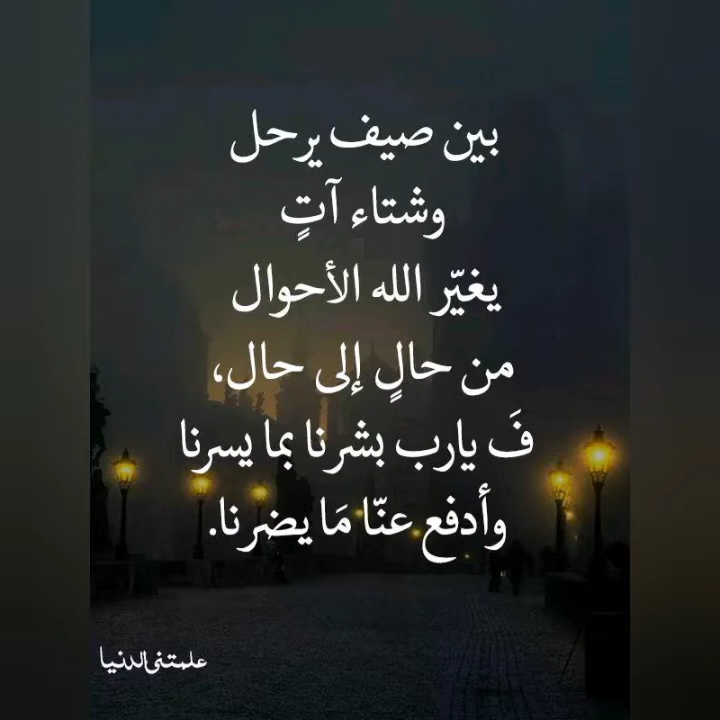 بين صيف يرحل
وشتاء آتٍ
يغيّر الله الأحوال
من حالٍ إلى حال،
فَ يارب بشرنا بما يسرنا
وأدفع عنّا مَا يضرنا.
علمتني الدنيا